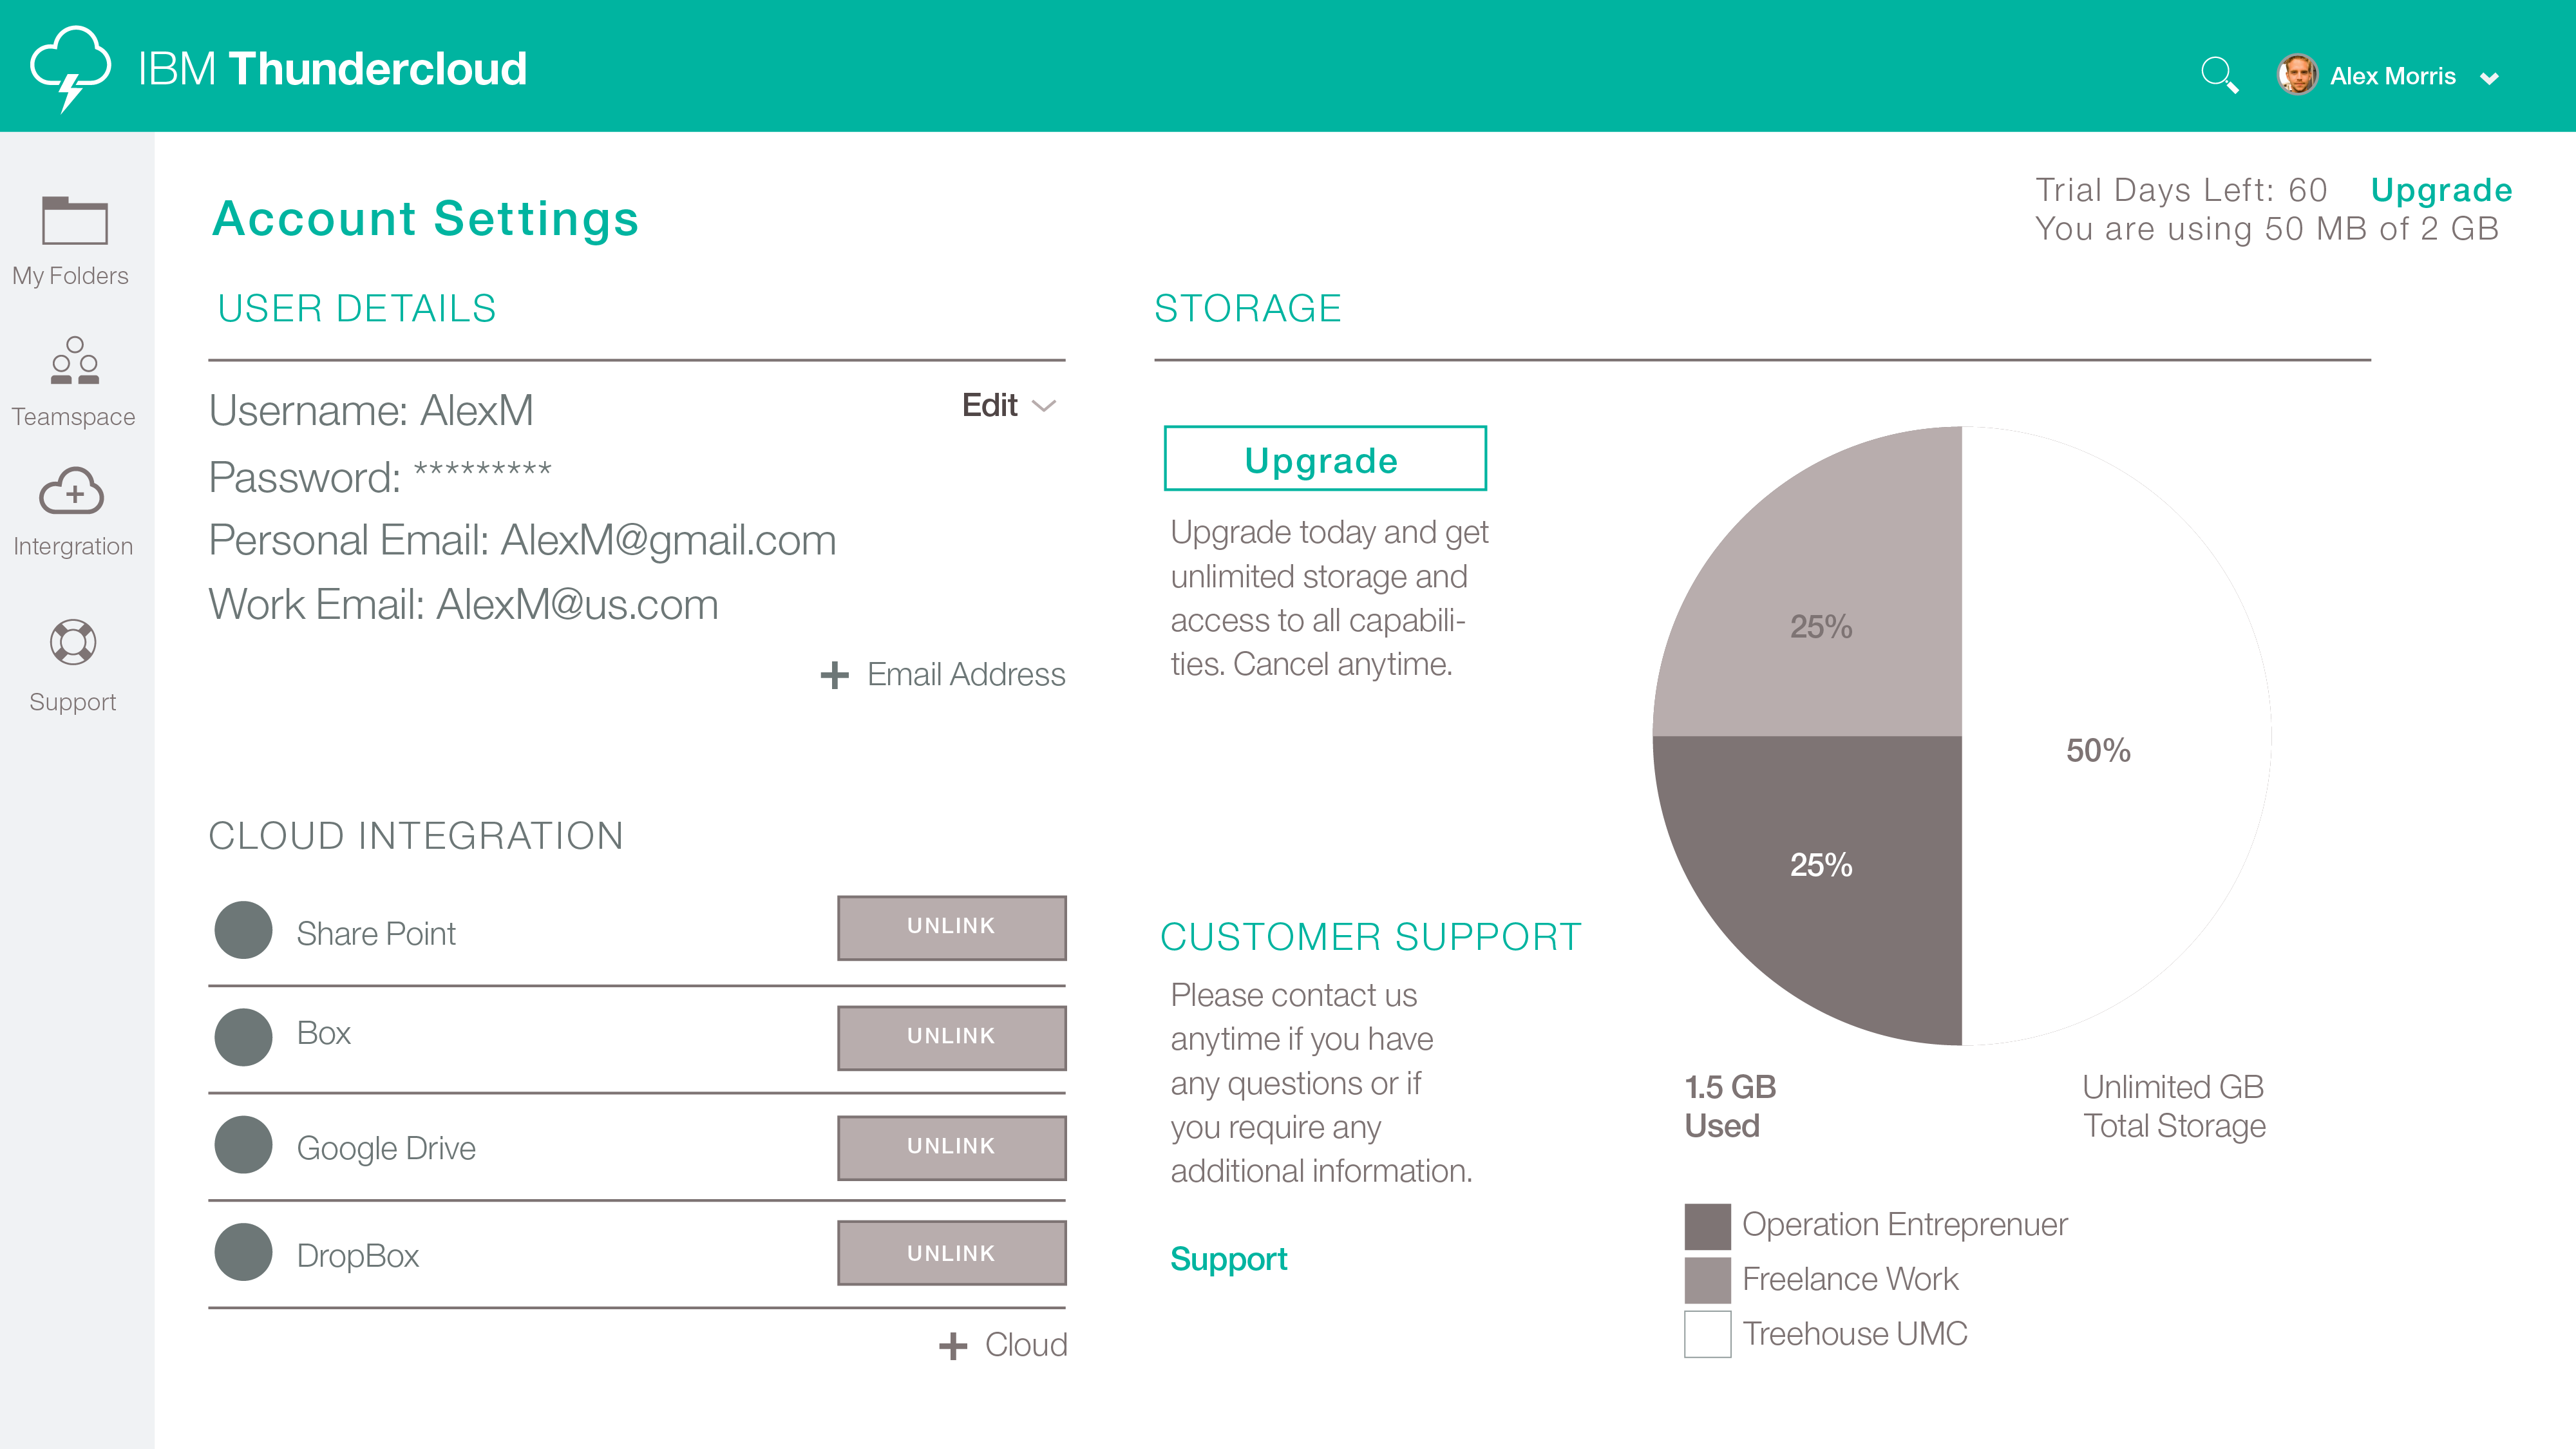 IBM Thundercloud
Alex Morris
My Folders
Teamspace
Intergration
Support
Account Settings
Trial Days Left: 60 Upgrade
You are using 50 MB of 2 GB
USER DETAILS
Username: AlexM
Edit
Password: *********
Personal Email: AlexM@gmail.com
Work Email: AlexM@us.com
+ Email Address
CLOUD INTEGRATION
Share Point UNLINK
Box UNLINK
Google Drive UNLINK
DropBox UNLINK
+ Cloud
STORAGE
Upgrade
Upgrade today and get
unlimited storage and
access to all capabili-
ties. Cancel anytime.
CUSTOMER SUPPORT
Please contact us
anytime if you have
any questions or if
you require any
additional information.
Support
25%
50%
25%
1.5 GB
Used
Unlimited GB
Total Storage
Operation Entreprenuer
Freelance Work
Treehouse UMC